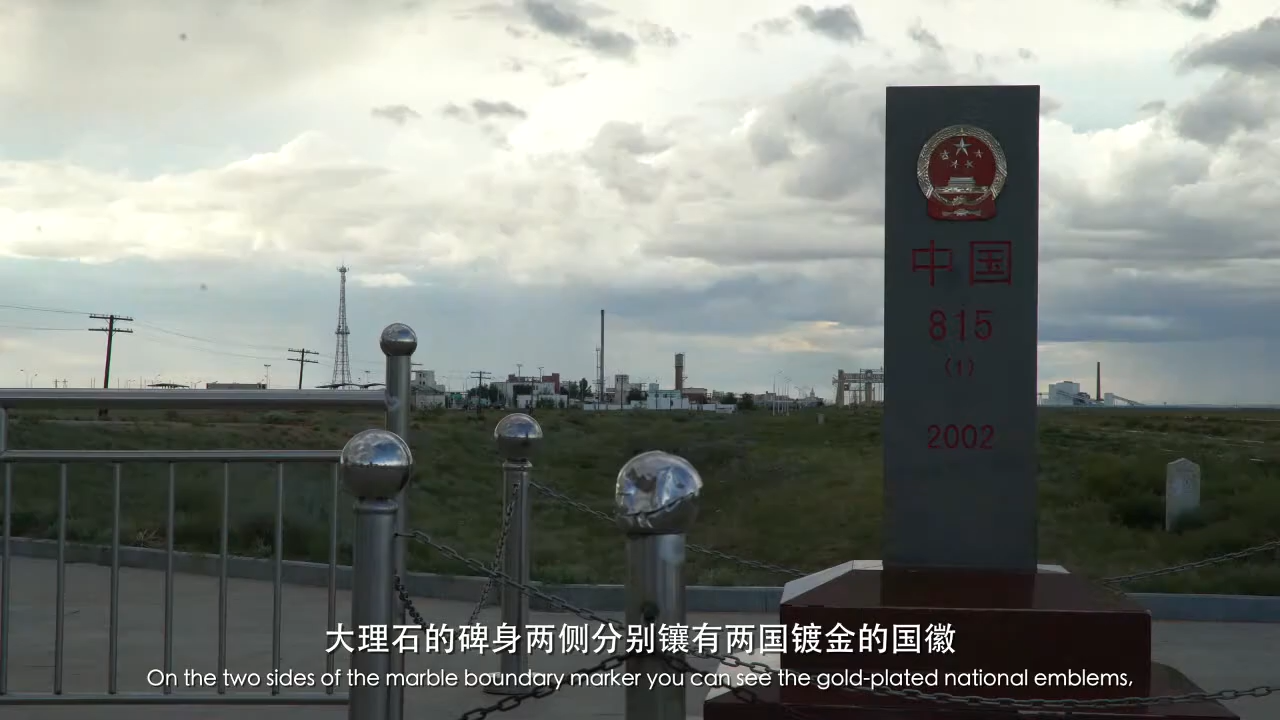 中国
815
(1)
2002
大理石的碑身两侧分别镶有两国镀金的国徽
On the two sides of the marble boundary marker you can see the gold-plated national emblems,